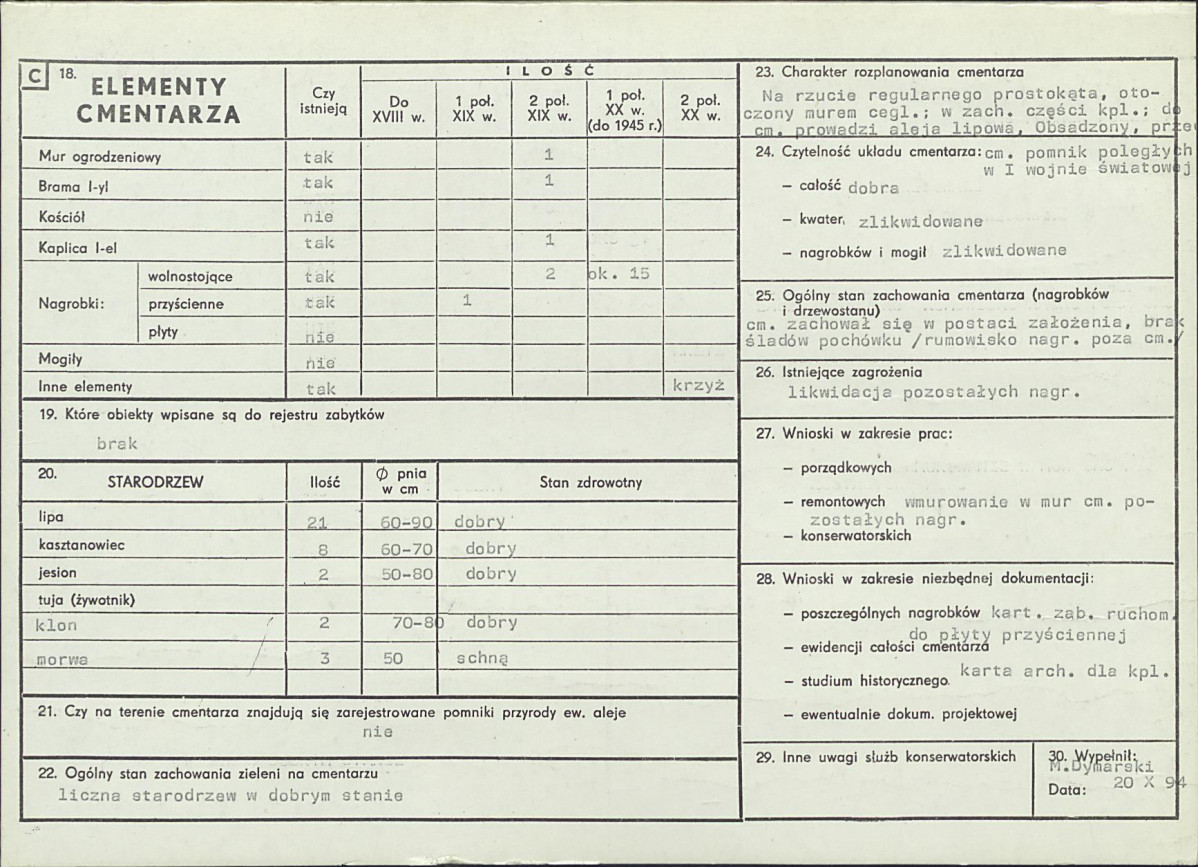 C 18. ELEMENTY CMENTARZA
Czy istnieją
I L O Ś Ć
Do XVIII w.
1 poł. XIX w.
2 poł. XIX w.
1 poł. XX w. (do 1945 r.)
2 poł. XX w.
Mur ogrodzeniowy tak 1
Brama I-yl tak 1
Kościół nie
Kaplica I-el tak 1
Nagrobki:
wolnostojące tak 2 ok. 15
przyścienne tak 1
płyty nie
Mogiły nie
Inne elementy tak krzyż
19. Które obiekty wpisane są do rejestru zabytków
brak
20. STARODRZEW Ilość Ø pnia w cm Stan zdrowotny
lipa 21 60-90 dobry
kasztanowiec 8 60-70 dobry
jesion 2 50-80 dobry
tuja (żywotnik)
klon 2 70-80 dobry
morwa 3 50 schną
21. Czy na terenie cmentarza znajdują się zarejestrowane pomniki przyrody ew. aleje
nie
22. Ogólny stan zachowania zieleni na cmentarzu
liczna starodrzew w dobrym stanie
23. Charakter rozplanowania cmentarza
Na rzucie regularnego prostokąta, oto-
czony murem cegl.; w zach. części kpl.; do
cm. prowadzi aleja lipowa, Obsadzony, przed
24. Czytelność układu cmentarza: cm. pomnik poległych
w I wojnie światowej
– całość dobra
– kwater, zlikwidowane
– nagrobków i mogił zlikwidowane
25. Ogólny stan zachowania cmentarza (nagrobków
i drzewostanu)
cm. zachował się w postaci założenia, brak
śladów pochówku /rumowisko nagr. poza cm./
26. Istniejące zagrożenia
likwidacja pozostałych nagr.
27. Wnioski w zakresie prac:
– porządkowych
– remontowych wmurowanie w mur cm. po-
zostałych nagr.
– konserwatorskich
28. Wnioski w zakresie niezbędnej dokumentacji:
– poszczególnych nagrobków kart. zab. ruchom.
do płyty przyściennej
– ewidencji całości cmentarza
– studium historycznego. karta arch. dla kpl.
– ewentualnie dokum. projektowej
29. Inne uwagi służb konserwatorskich
30. Wypełnił:
M.Dymarski
Data: 20 X 94